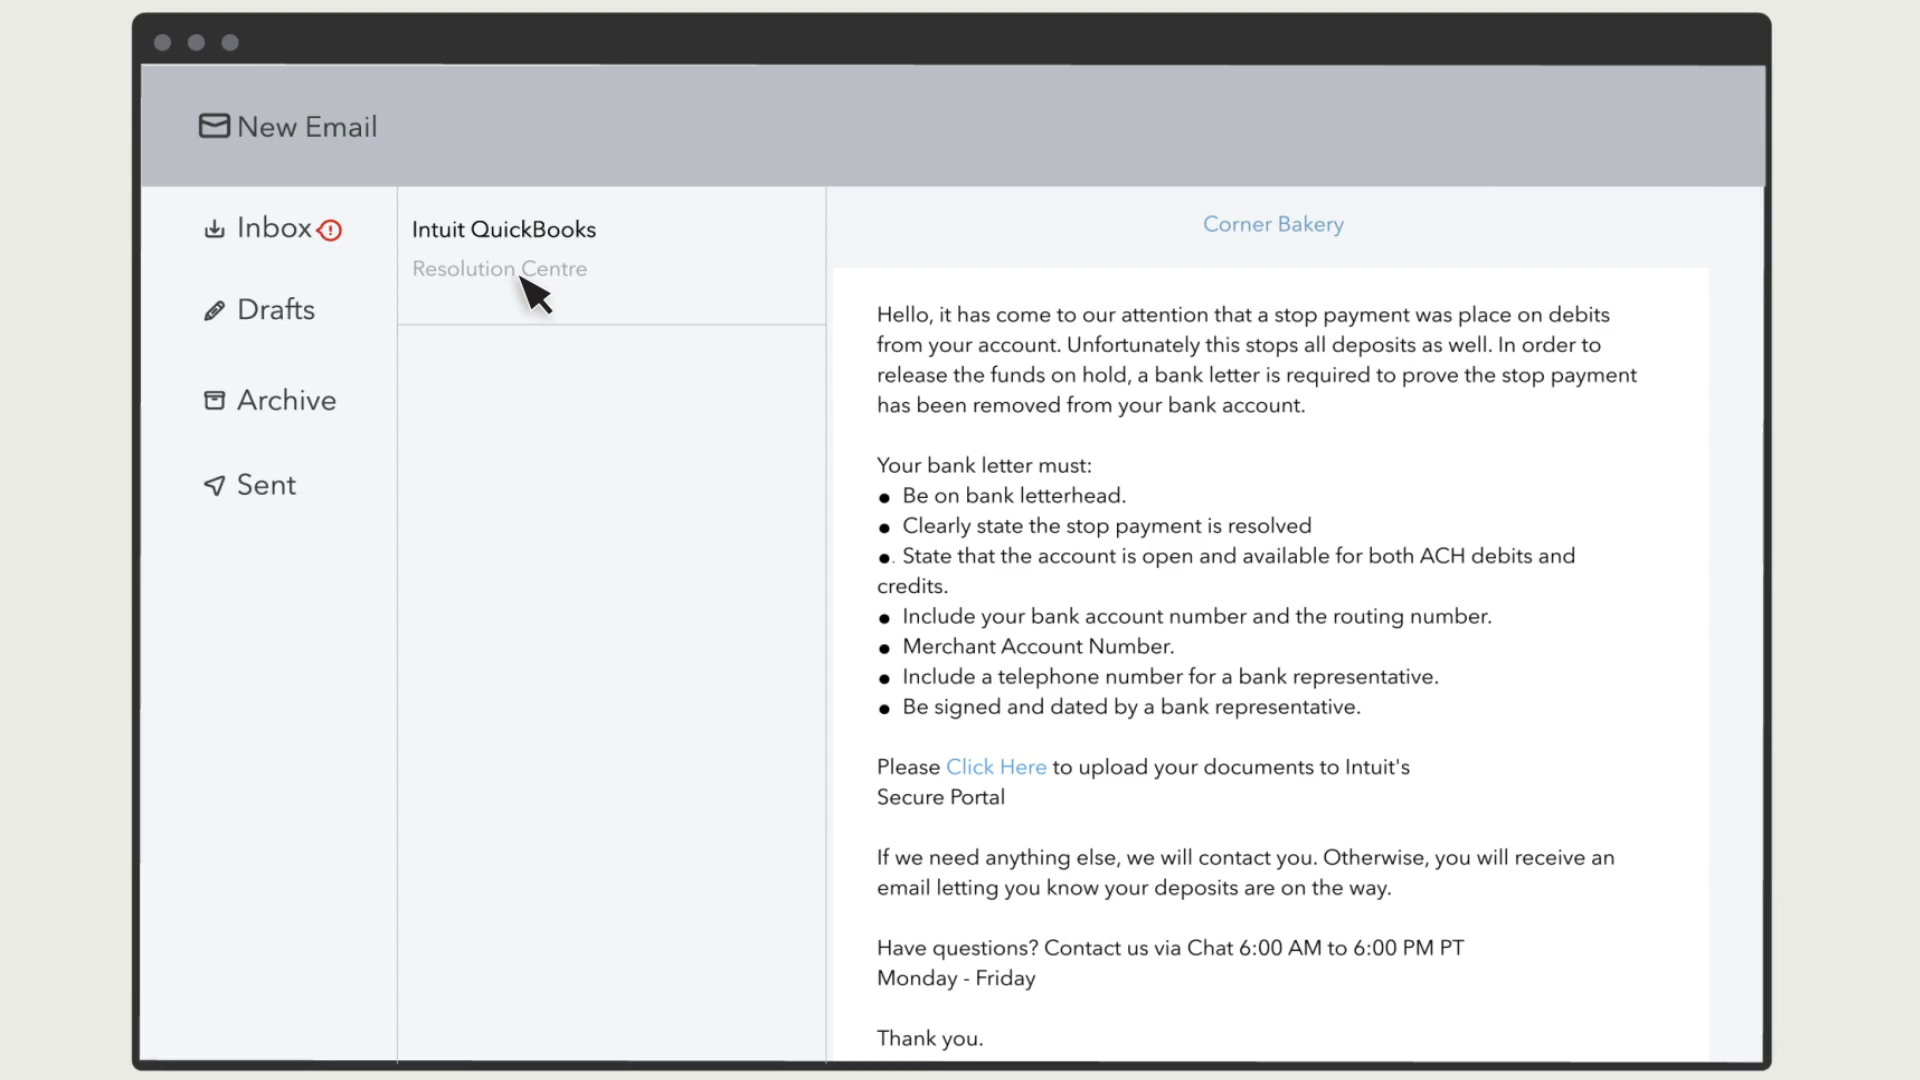 New Email
Inbox
Drafts
Archive
Sent
Intuit QuickBooks
Resolution Centre
Corner Bakery
Hello, it has come to our attention that a stop payment was place on debits
from your account. Unfortunately this stops all deposits as well. In order to
release the funds on hold, a bank letter is required to prove the stop payment
has been removed from your bank account.
Your bank letter must:
● Be on bank letterhead.
● Clearly state the stop payment is resolved
●. State that the account is open and available for both ACH debits and
credits.
● Include your bank account number and the routing number.
● Merchant Account Number.
● Include a telephone number for a bank representative.
● Be signed and dated by a bank representative.
Please Click Here to upload your documents to Intuit's
Secure Portal
If we need anything else, we will contact you. Otherwise, you will receive an
email letting you know your deposits are on the way.
Have questions? Contact us via Chat 6:00 AM to 6:00 PM PT
Monday - Friday
Thank you.